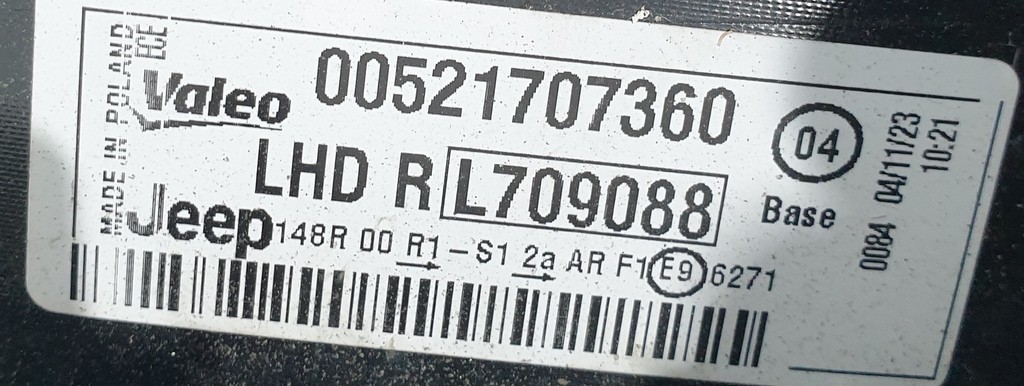 MADE IN POLAND
ECE
Valeo 00521707360
LHD R L709088
04
Base
Jeep 148R 00 R1-S1 2a AR F1 E9 6271
0084 04/11/23
10:21